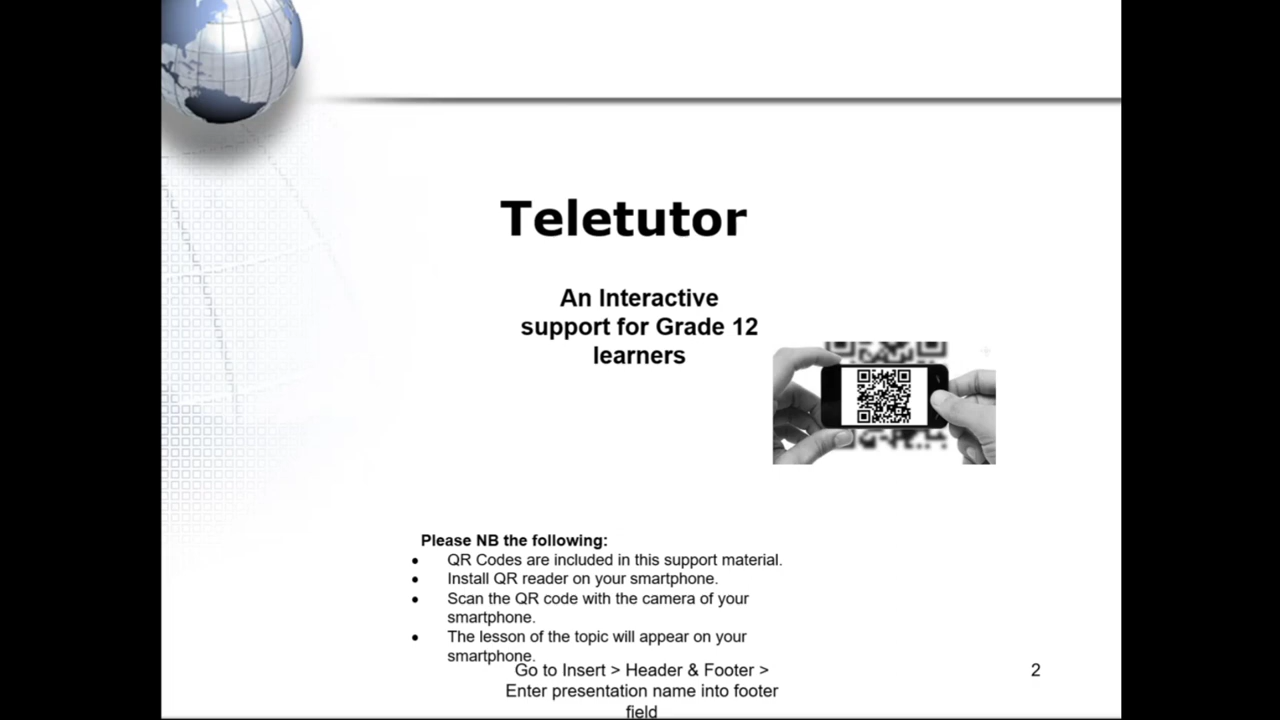 Teletutor
An Interactive
support for Grade 12
learners
Please NB the following:
• QR Codes are included in this support material.
• Install QR reader on your smartphone.
• Scan the QR code with the camera of your
smartphone.
• The lesson of the topic will appear on your
smartphone.
Go to Insert > Header & Footer >
Enter presentation name into footer
field
2